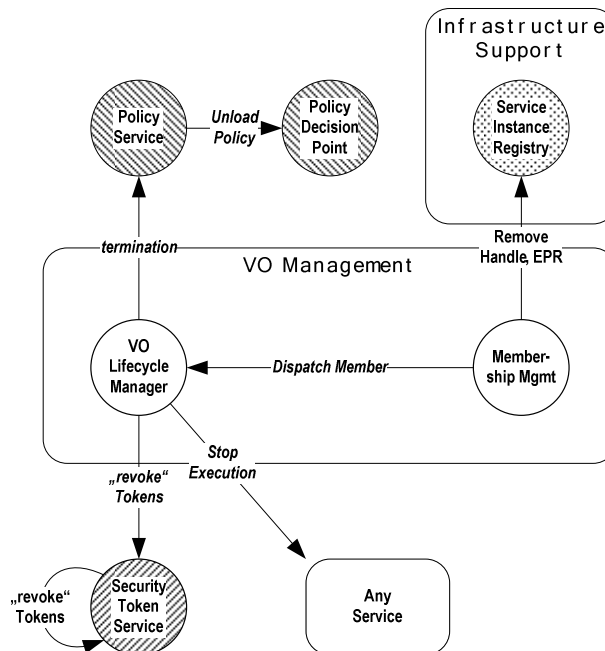 Infrastructure
Support
Policy
Service
Unload
Policy
Policy
Decision
Point
Service
Instance
Registry
termination
Remove
Handle, EPR
VO Management
VO
Lifecycle
Manager
Dispatch Member
Member-
ship Mgmt
Stop
Execution
„revoke“
Tokens
„revoke“
Tokens
Security
Token
Service
Any
Service